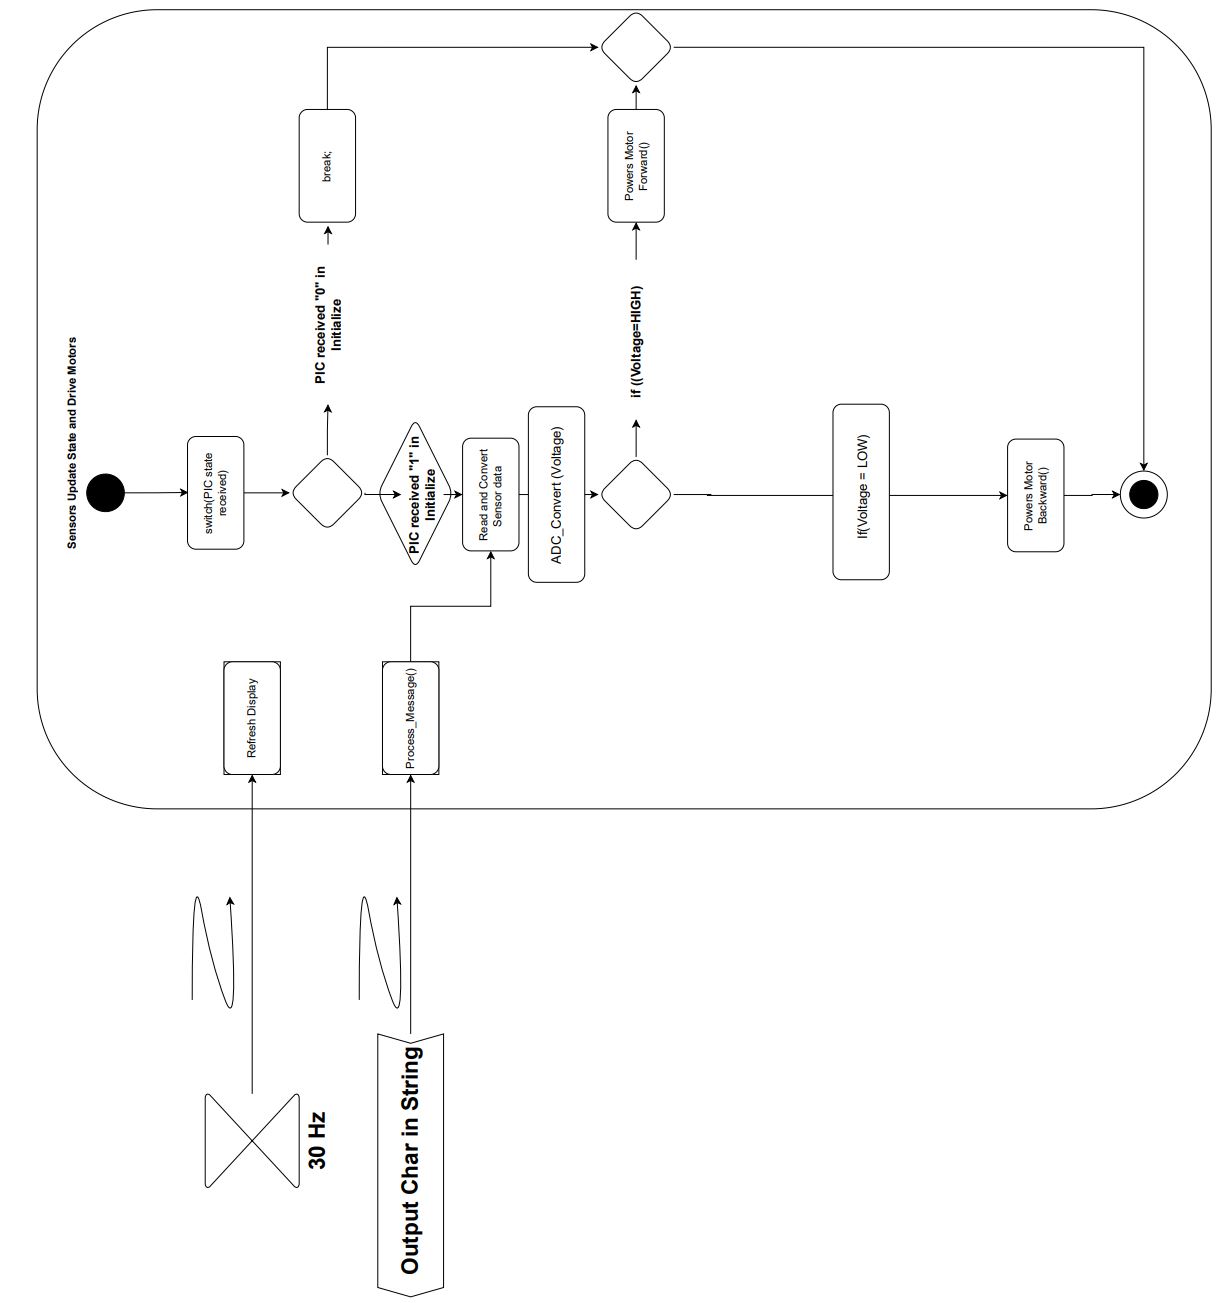 Sensors Update State and Drive Motors
switch(PIC state
received)
PIC received "0" in
Initialize
break;
PIC received "1" in
Initialize
Read and Convert
Sensor data
ADC_Convert (Voltage)
if ((Voltage=HIGH)
Powers Motor
Forward()
If(Voltage = LOW)
Powers Motor
Backward()
Refresh Display
Process_Message()
30 Hz
Output Char in String